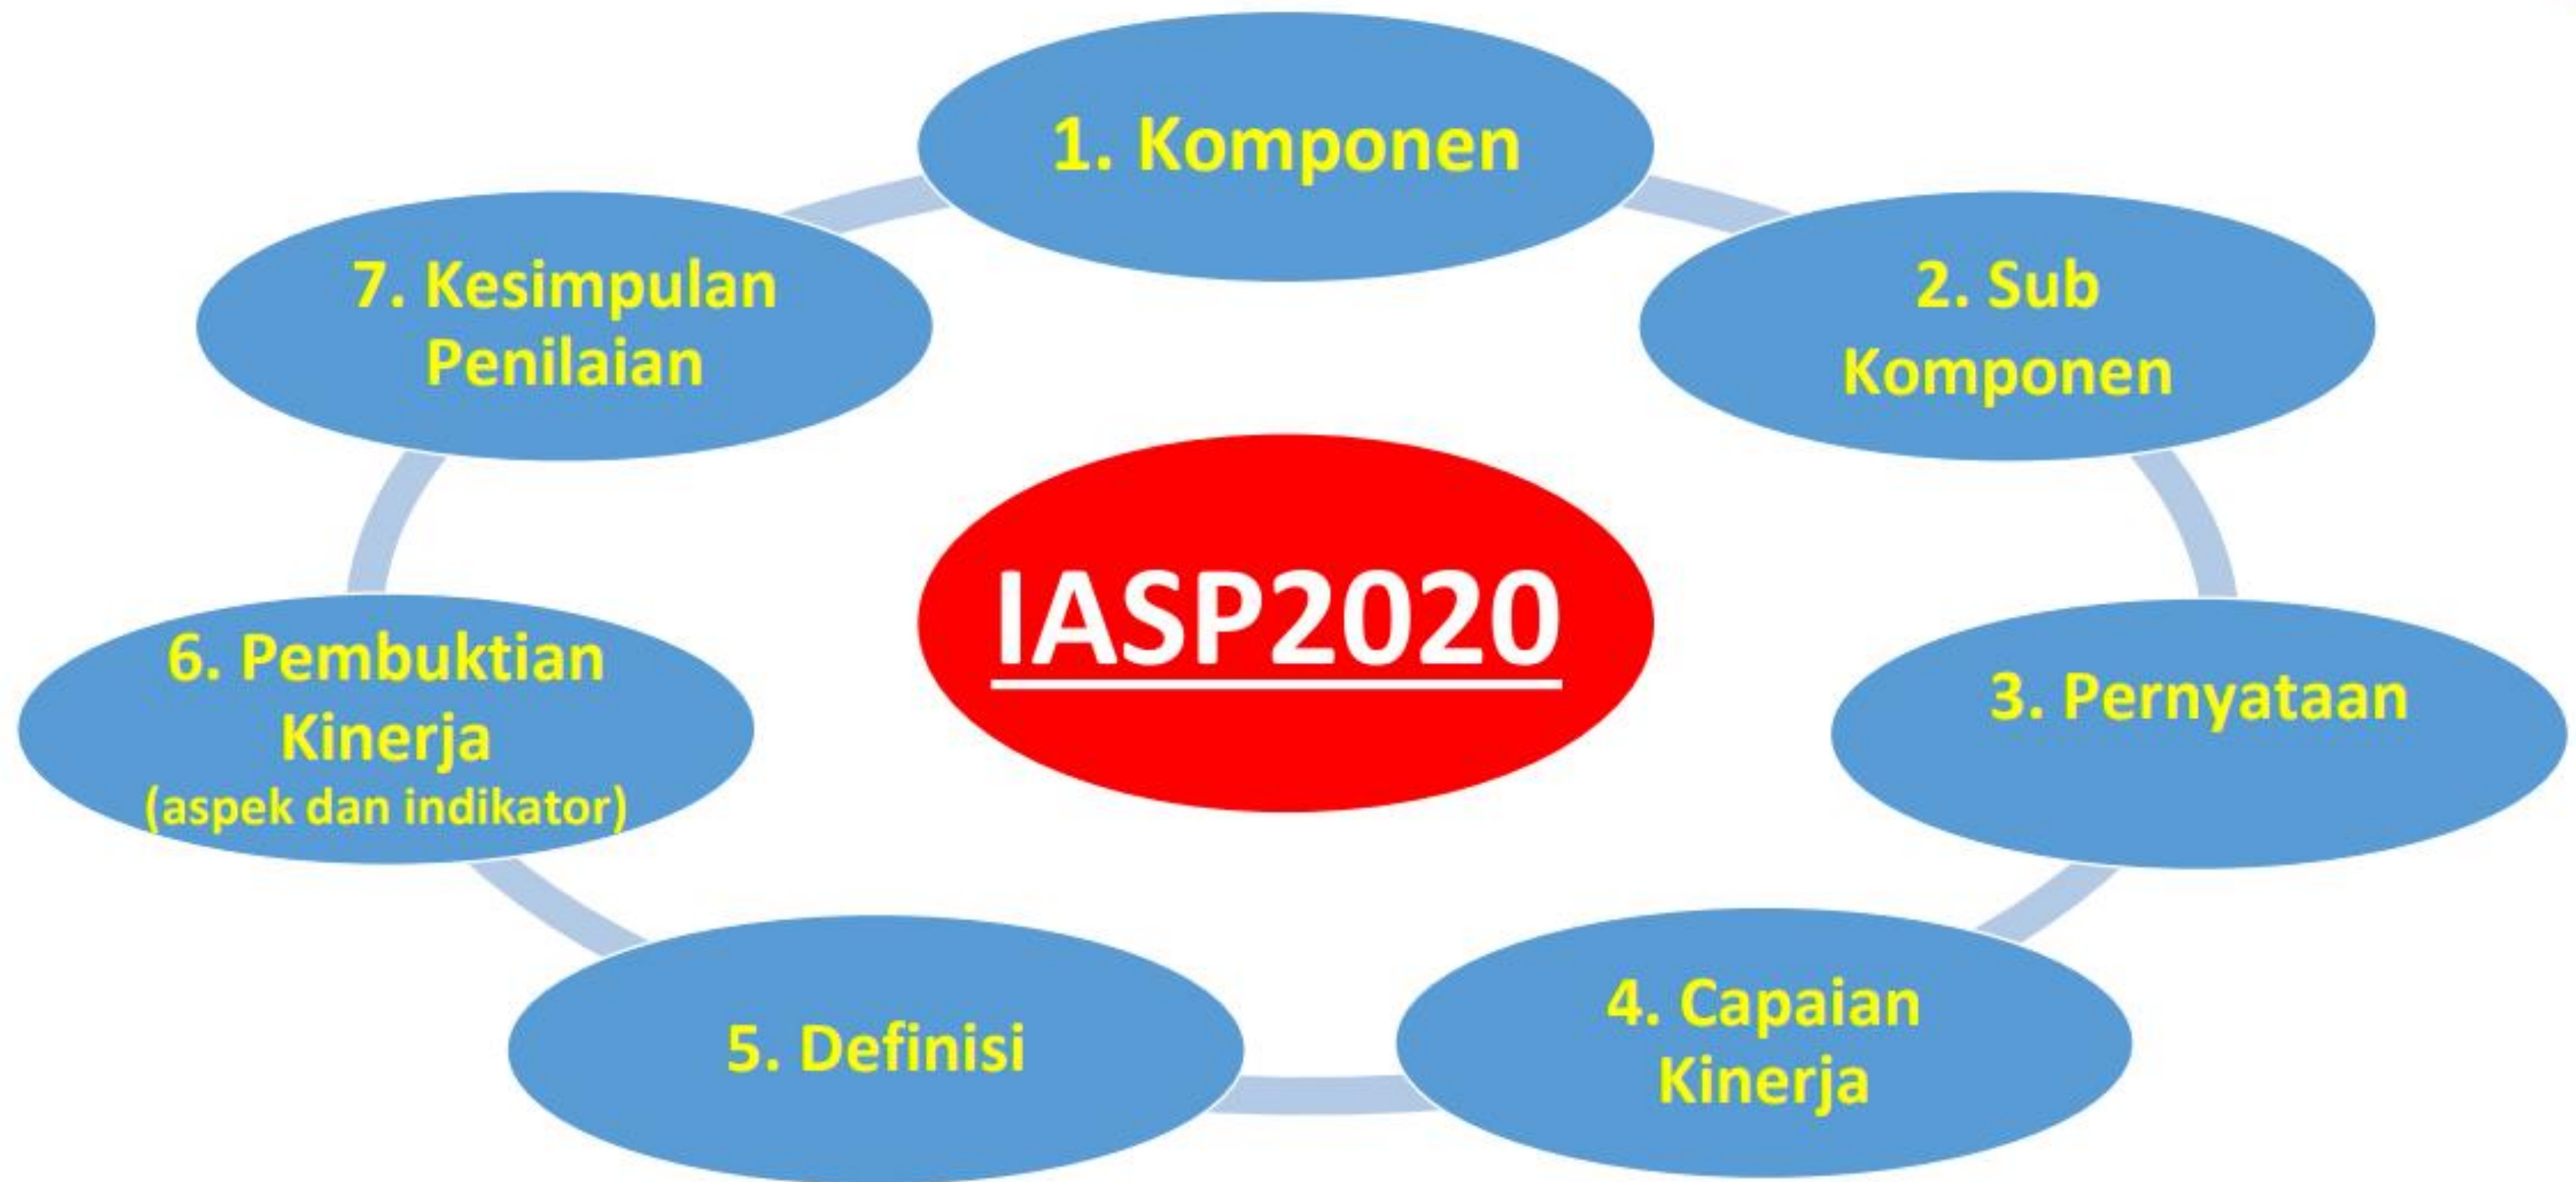 1. Komponen
2. Sub
Komponen
3. Pernyataan
4. Capaian
Kinerja
5. Definisi
6. Pembuktian
Kinerja
(aspek dan indikator)
7. Kesimpulan
Penilaian
IASP2020